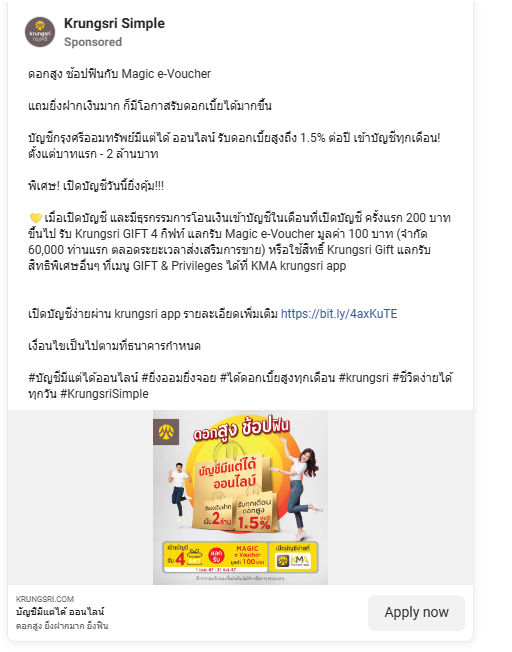 krungsri
กรุงศรี
Krungsri Simple
Sponsored
ดอกสูง ช้อปฟินกับ Magic e-Voucher
แถมยิ่งฝากเงินมาก ก็มีโอกาสรับดอกเบี้ยได้มากขึ้น
บัญชีกรุงศรีออมทรัพย์มีแต่ได้ ออนไลน์ รับดอกเบี้ยสูงถึง 1.5% ต่อปี เข้าบัญชีทุกเดือน!
ตั้งแต่บาทแรก - 2 ล้านบาท
พิเศษ! เปิดบัญชีวันนี้ยิ่งคุ้ม!!!
💛 เมื่อเปิดบัญชี และมีธุรกรรมการโอนเงินเข้าบัญชีในเดือนที่เปิดบัญชี ครั้งแรก 200 บาท
ขึ้นไป รับ Krungsri GIFT 4 กิฟท์ แลกรับ Magic e-Voucher มูลค่า 100 บาท (จำกัด
60,000 ท่านแรก ตลอดระยะเวลาส่งเสริมการขาย) หรือใช้สิทธิ์ Krungsri Gift แลกรับ
สิทธิพิเศษอื่นๆ ที่เมนู GIFT & Privileges ได้ที่ KMA krungsri app
เปิดบัญชีง่ายผ่าน krungsri app รายละเอียดเพิ่มเติม https://bit.ly/4axKuTE
เงื่อนไขเป็นไปตามที่ธนาคารกำหนด
#บัญชีมีแต่ได้ออนไลน์ #ยิ่งออมยิ่งจอย #ได้ดอกเบี้ยสูงทุกเดือน #krungsri #ชีวิตง่ายได้
ทุกวัน #KrungsriSimple
ดอกสูง ช้อปฟิน
บัญชีมีแต่ได้
ออนไลน์
รับทุกเดือน
ดอกสูง
2 ล้าน
1.5% ต่อปี
เปิดบัญชี
รับ 4
แลก
รับ
MAGIC
e-Voucher
มูลค่า 100 บาท
เปิดบัญชีง่ายที่
KMA
KRUNGSRI.COM
บัญชีมีแต่ได้ ออนไลน์
ดอกสูง ยิ่งฝากมาก ยิ่งฟิน
Apply now